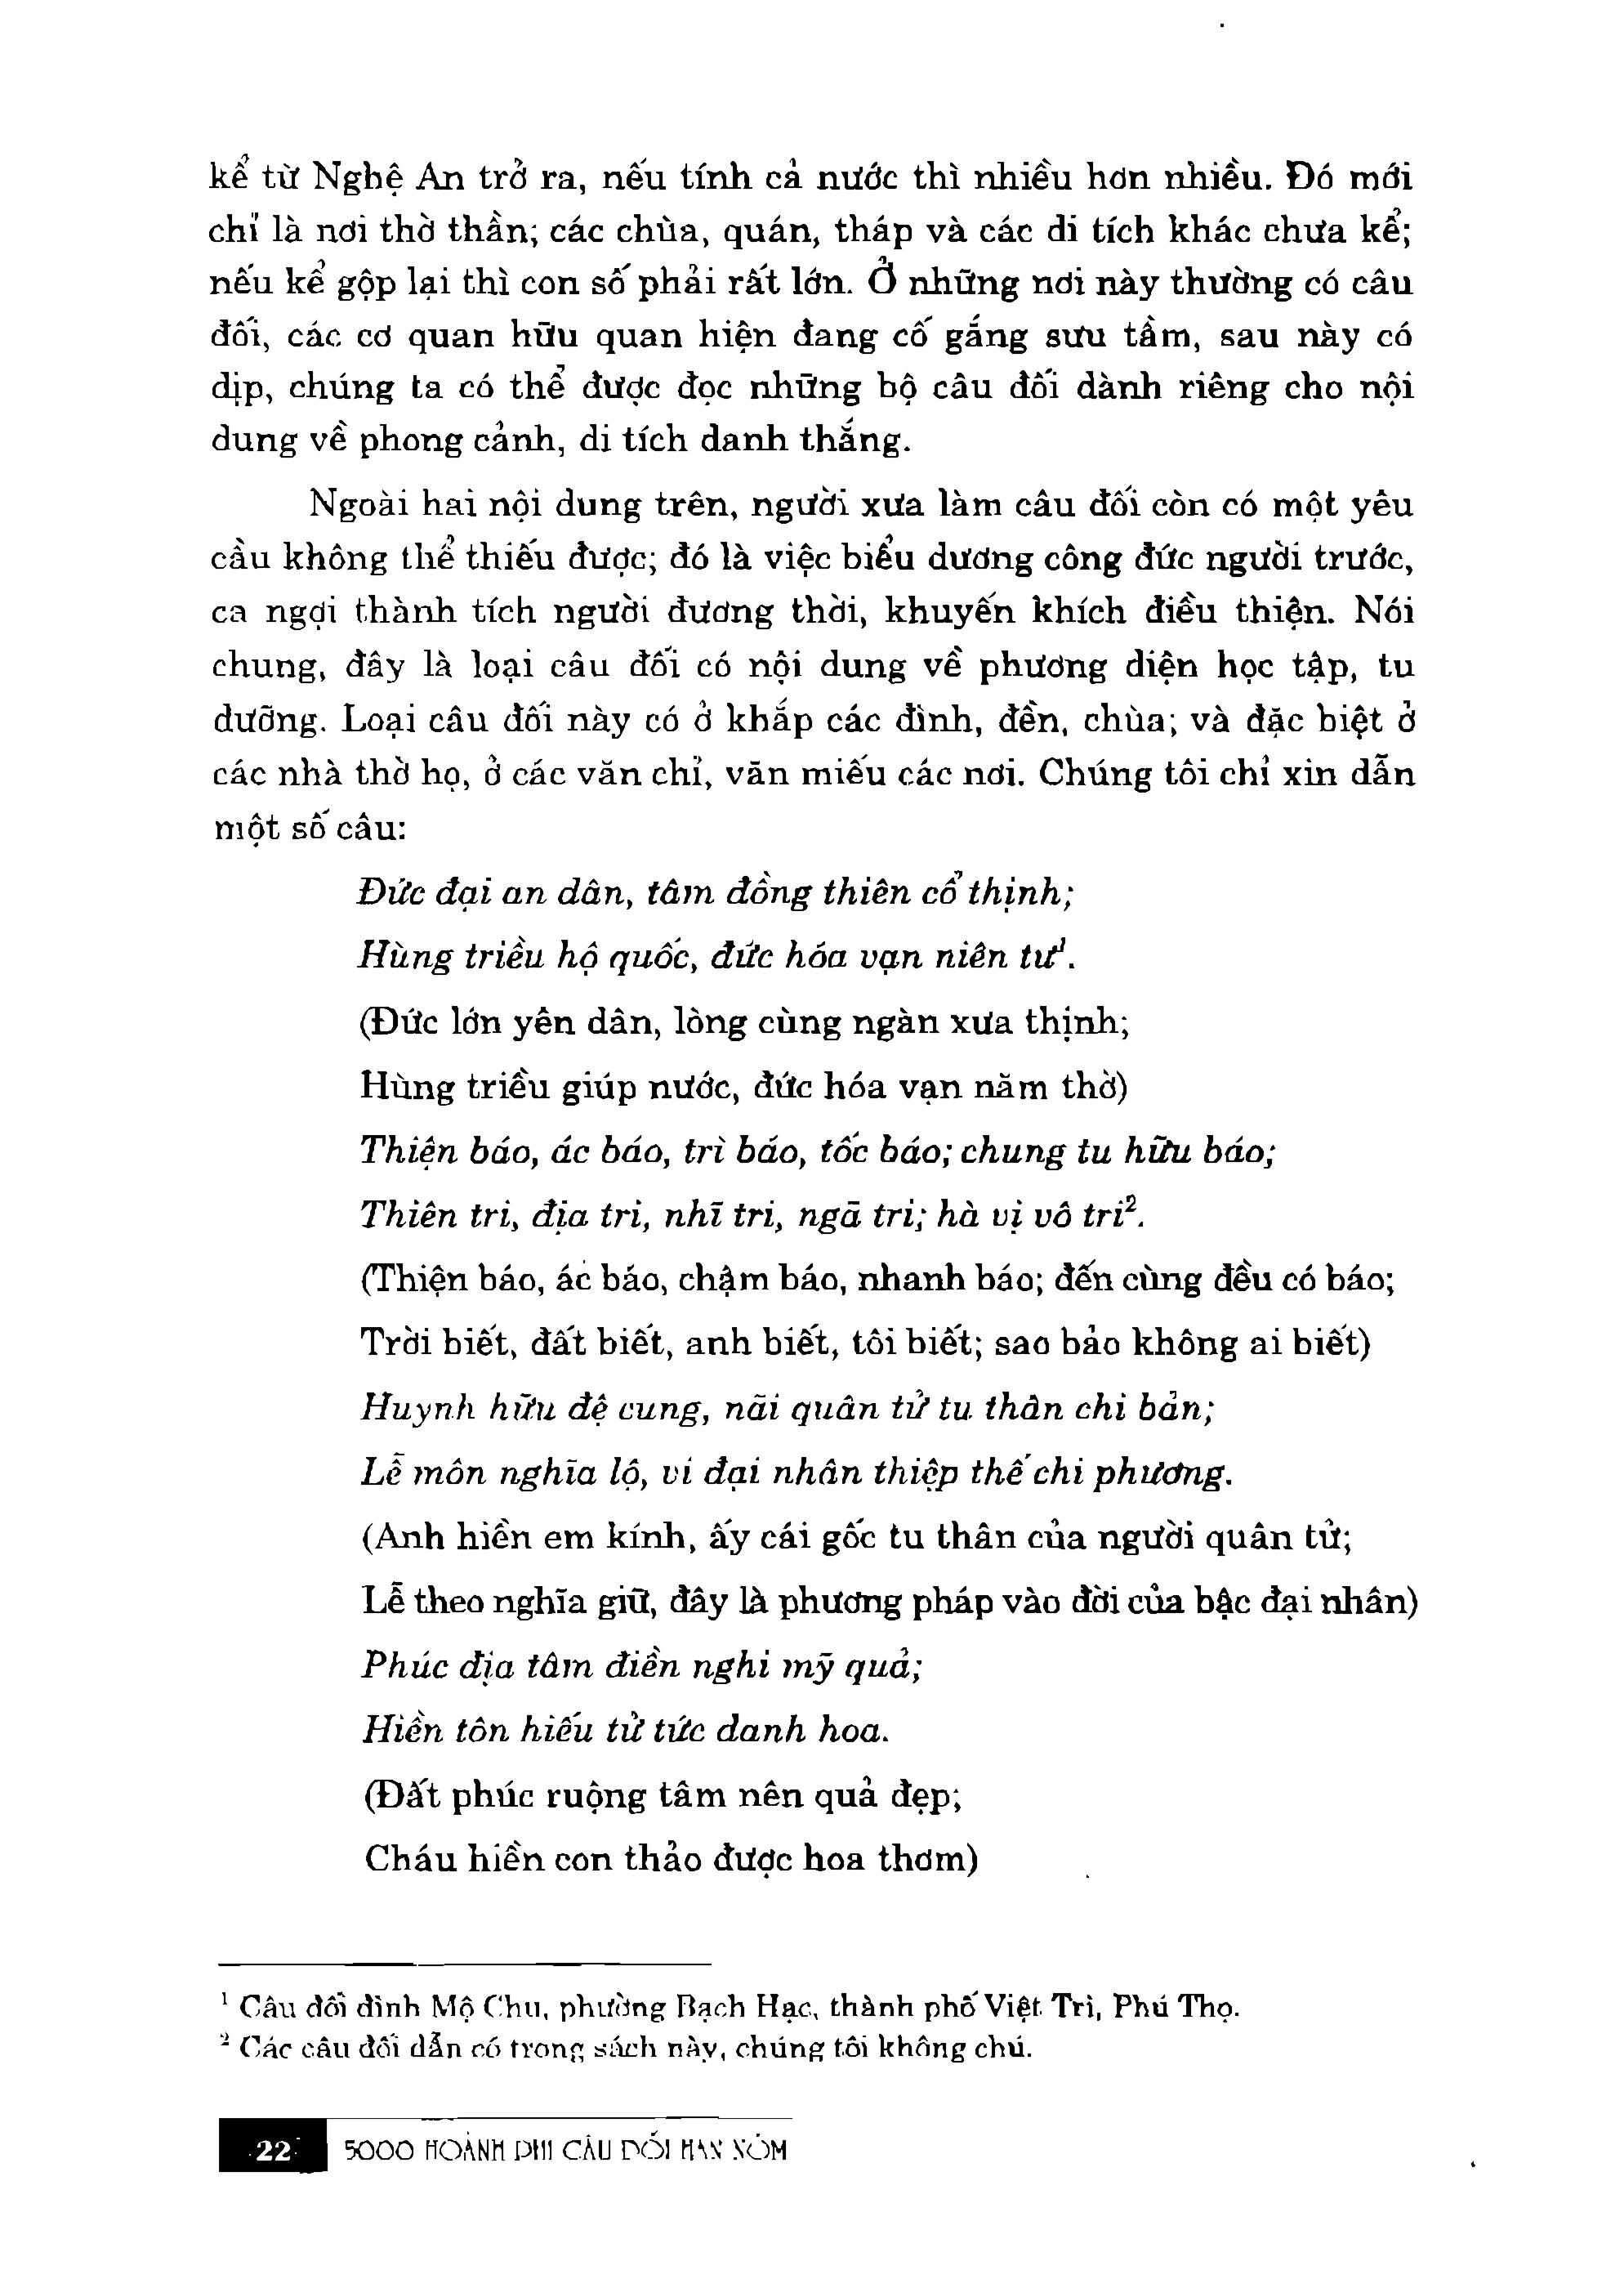 kể từ Nghệ An trở ra, nếu tính cả nước thì nhiều hơn nhiều. Đó mới
chỉ là nơi thờ thần; các chùa, quán, tháp và các di tích khác chưa kể;
nếu kể gộp lại thì con số phải rất lớn. Ở những nơi này thường có câu
đối, các cơ quan hữu quan hiện đang cố gắng sưu tầm, sau này có
dịp, chúng ta có thể được đọc những bộ câu đối dành riêng cho nội
dung về phong cảnh, di tích danh thắng.
Ngoài hai nội dung trên, người xưa làm câu đối còn có một yêu
cầu không thể thiếu được; đó là việc biểu dương công đức người trước,
ca ngợi thành tích người đương thời, khuyến khích điều thiện. Nói
chung, đây là loại câu đối có nội dung về phương diện học tập, tu
dưỡng. Loại câu đối này có ở khắp các đình, đền, chùa; và đặc biệt ở
các nhà thờ họ, ở các văn chỉ, văn miếu các nơi. Chúng tôi chỉ xin dẫn
một số câu:
Đức đại an dân, tâm đồng thiên cổ thịnh;
Hùng triều hộ quốc, đức hóa vạn niên tư¹.
(Đức lớn yên dân, lòng cùng ngàn xưa thịnh;
Hùng triều giúp nước, đức hóa vạn năm thờ)
Thiện báo, ác báo, trì báo, tốc báo; chung tu hữu báo;
Thiên tri, địa tri, nhĩ tri, ngã tri; hà vị vô tri².
(Thiện báo, ác báo, chậm báo, nhanh báo; đến cùng đều có báo;
Trời biết, đất biết, anh biết, tôi biết; sao bảo không ai biết)
Huynh hữu đệ cung, nãi quân tử tu thân chi bản;
Lễ môn nghĩa lộ, vi đại nhân thiệp thế chi phương.
(Anh hiền em kính, ấy cái gốc tu thân của người quân tử;
Lễ theo nghĩa giữ, đây là phương pháp vào đời của bậc đại nhân)
Phúc địa tâm điền nghi mỹ quả;
Hiền tôn hiếu tử tức danh hoa.
(Đất phúc ruộng tâm nên quả đẹp;
Cháu hiền con thảo được hoa thơm)
¹ Câu đối đình Mộ Chu, phường Bạch Hạc, thành phố Việt Trì, Phú Thọ.
² Các câu đối dẫn có trong sách này, chúng tôi không chú.
22 5000 HOÀNH PHI CÂU ĐỐI HÁN NÔM